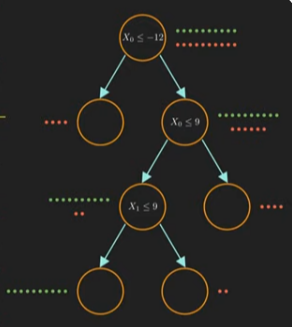 X₀ ≤ −12
X₀ ≤ 9
X₁ ≤ 9